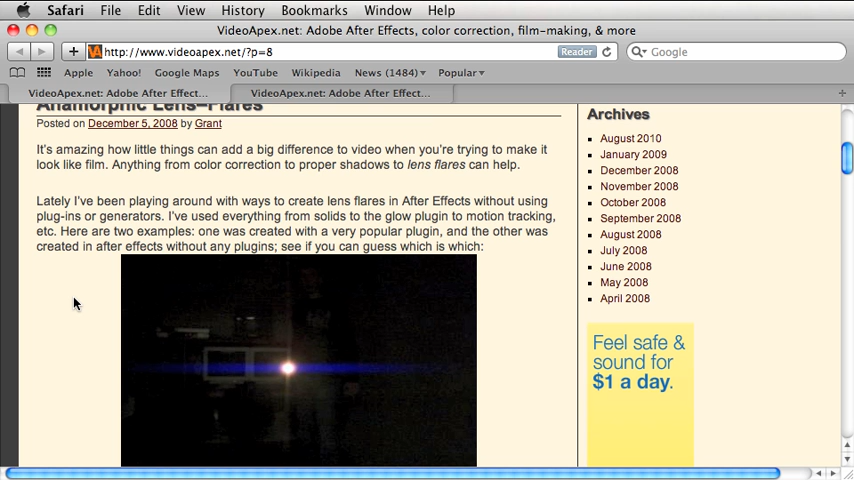 Safari File Edit View History Bookmarks Window Help
VideoApex.net: Adobe After Effects, color correction, film-making, & more
VA http://www.videoapex.net/?p=8 Reader Google
Apple Yahoo! Google Maps YouTube Wikipedia News (1484) Popular
VideoApex.net: Adobe After Effect... VideoApex.net: Adobe After Effect...
Anamorphic Lens-Flares
Posted on December 5, 2008 by Grant
It's amazing how little things can add a big difference to video when you're trying to make it
look like film. Anything from color correction to proper shadows to lens flares can help.
Lately I've been playing around with ways to create lens flares in After Effects without using
plug-ins or generators. I've used everything from solids to the glow plugin to motion tracking,
etc. Here are two examples: one was created with a very popular plugin, and the other was
created in after effects without any plugins; see if you can guess which is which:
Archives
August 2010
January 2009
December 2008
November 2008
October 2008
September 2008
August 2008
July 2008
June 2008
May 2008
April 2008
Feel safe &
sound for
$1 a day.